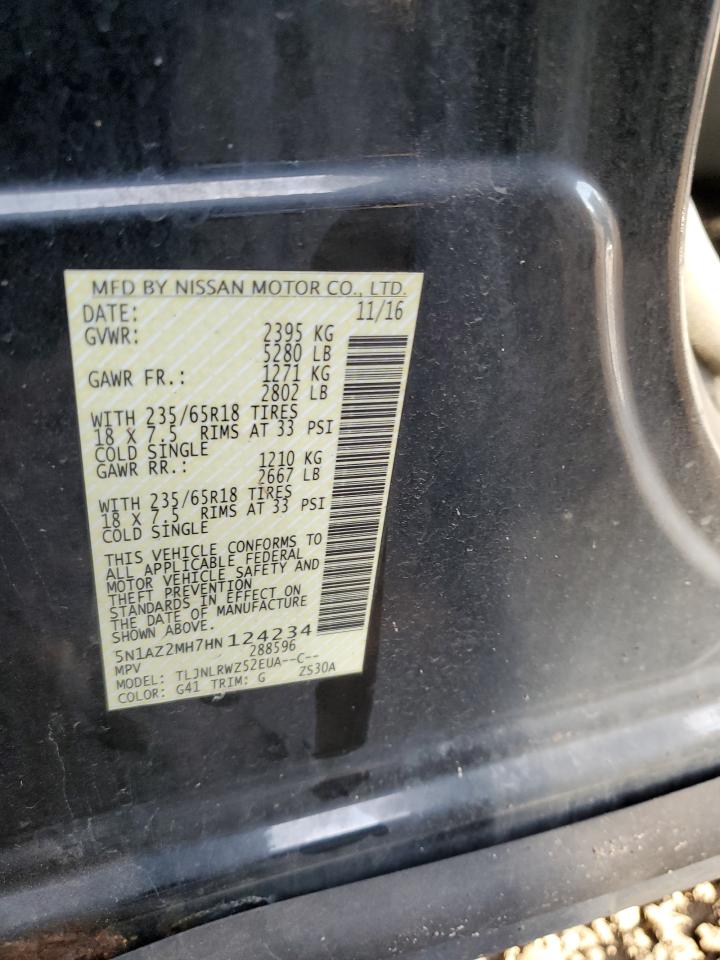 MFD BY NISSAN MOTOR CO., LTD.
DATE: 11/16
GVWR: 2395 KG
5280 LB
GAWR FR.: 1271 KG
2802 LB
WITH 235/65R18 TIRES
18 X 7.5 RIMS AT 33 PSI
COLD SINGLE
GAWR RR.: 1210 KG
2667 LB
WITH 235/65R18 TIRES
18 X 7.5 RIMS AT 33 PSI
COLD SINGLE
THIS VEHICLE CONFORMS TO
ALL APPLICABLE FEDERAL
MOTOR VEHICLE SAFETY AND
THEFT PREVENTION
STANDARDS IN EFFECT ON
THE DATE OF MANUFACTURE
SHOWN ABOVE.
5N1AZ2MH7HN124234
MPV 288596
MODEL: TLJNLRWZ52EUA--C--
COLOR: G41 TRIM: G ZS30A